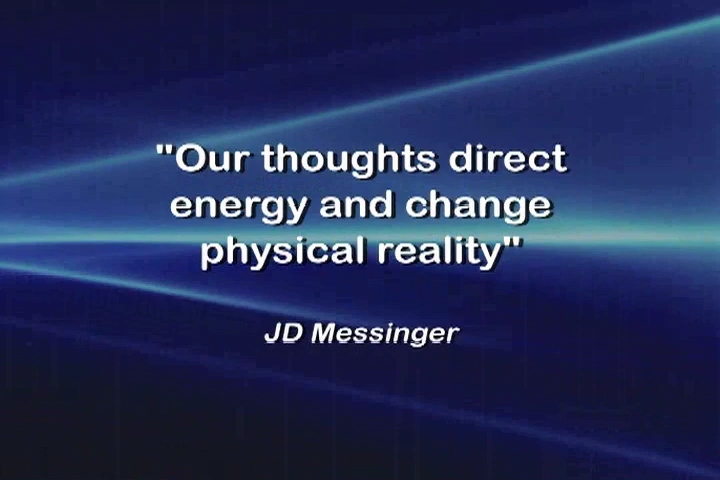 "Our thoughts direct
energy and change
physical reality"
JD Messinger